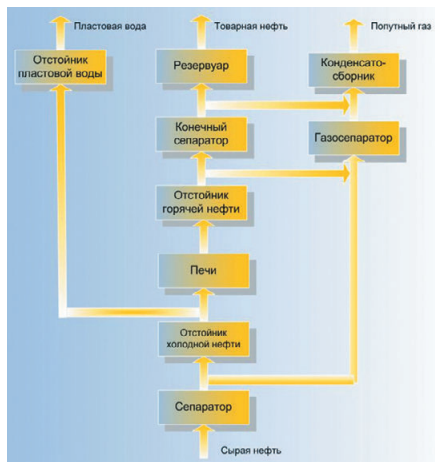 Пластовая вода
Товарная нефть
Попутный газ
Отстойник
пластовой воды
Резервуар
Конденсато-
сборник
Конечный
сепаратор
Газосепаратор
Отстойник
горячей нефти
Печи
Отстойник
холодной нефти
Сепаратор
Сырая нефть